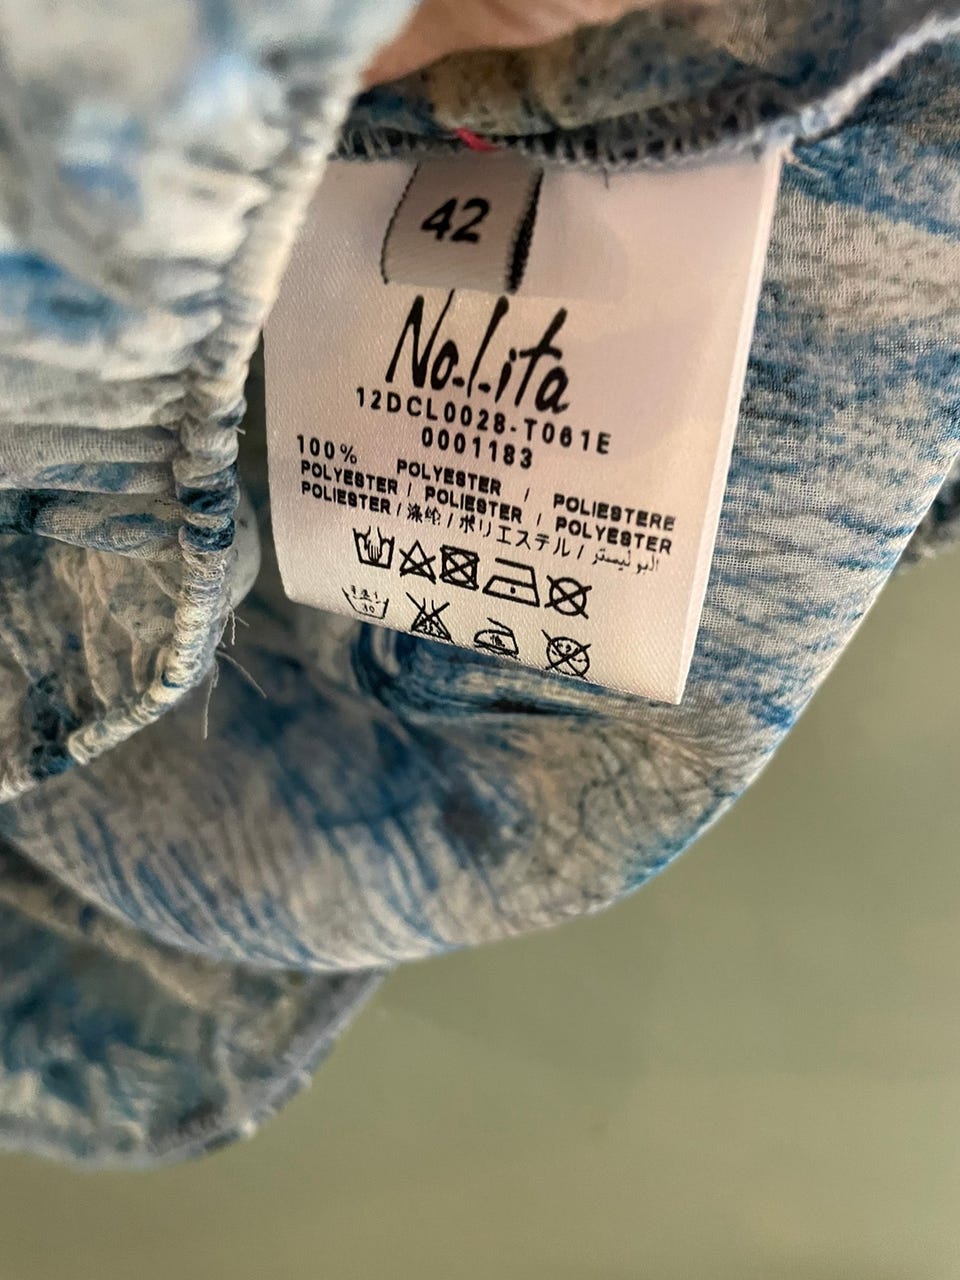 42
No.l.ita
12DCL0028-T061E
0001183
100% POLYESTER / POLIESTERE
POLYESTER / POLIESTER / POLYESTER
POLIESTER / 涤纶 / ポリエステル / البوليستر